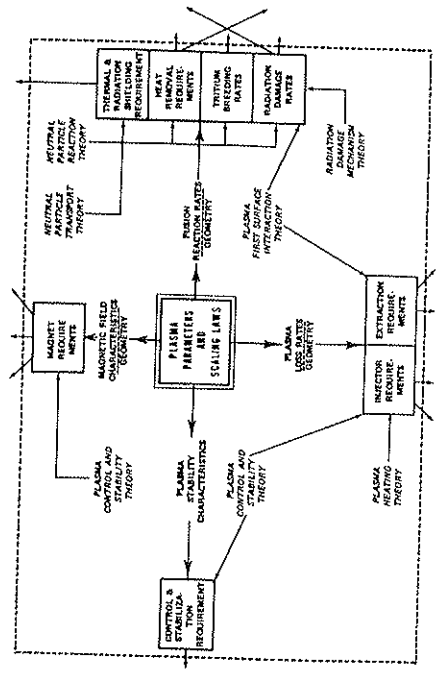 CONTROL &
STABILIZA-
TION
REQUIREMENT
PLASMA
CONTROL AND
STABILITY
THEORY
PLASMA
STABILITY
CHARACTERISTICS
PLASMA
CONTROL AND
STABILITY
THEORY
PLASMA
HEATING
THEORY
INJECTOR
REQUIRE-
MENTS
EXTRACTION
REQUIRE-
MENTS
PLASMA
LOSS RATES
GEOMETRY
PLASMA
PARAMETERS
AND
SCALING LAWS
MAGNETIC FIELD
CHARACTERISTICS
GEOMETRY
MAGNET
REQUIRE
MENTS
PLASMA
FIRST SURFACE
INTERACTION
THEORY
FUSION
REACTION RATES
GEOMETRY
NEUTRAL
PARTICLE
TRANSPORT
THEORY
NEUTRAL
PARTICLE
REACTION
THEORY
RADIATION
DAMAGE
MECHANISM
THEORY
RADIATION
DAMAGE
RATES
TRITIUM
BREEDING
RATES
HEAT
REMOVAL
REQUIRE-
MENTS
THERMAL &
RADIATION
SHIELDING
REQUIREMENT